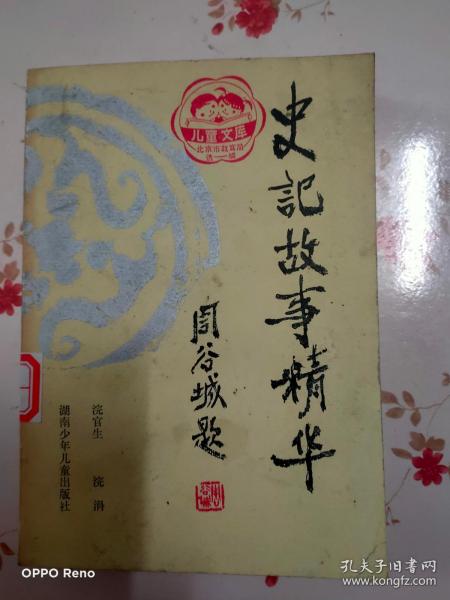 儿童文库
北京市教育局
选编
史記故事精华
周谷城题
浣官生 浣涓
湖南少年儿童出版社
OPPO Reno
孔夫子旧书网
www.kongfz.com